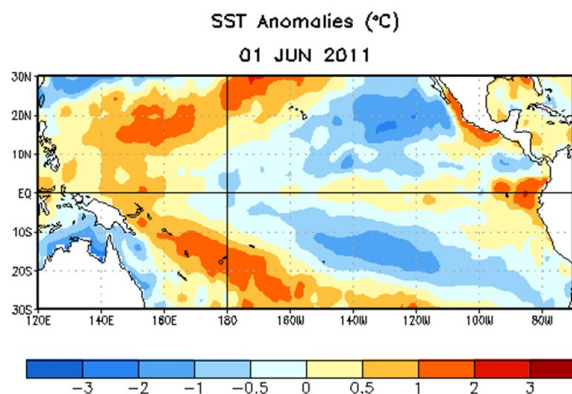 SST Anomalies (°C)
01 JUN 2011
30N
20N
10N
EQ
10S
20S
30S
120E 140E 160E 180 160W 140W 120W 100W 80W
-3 -2 -1 -0.5 0 0.5 1 2 3